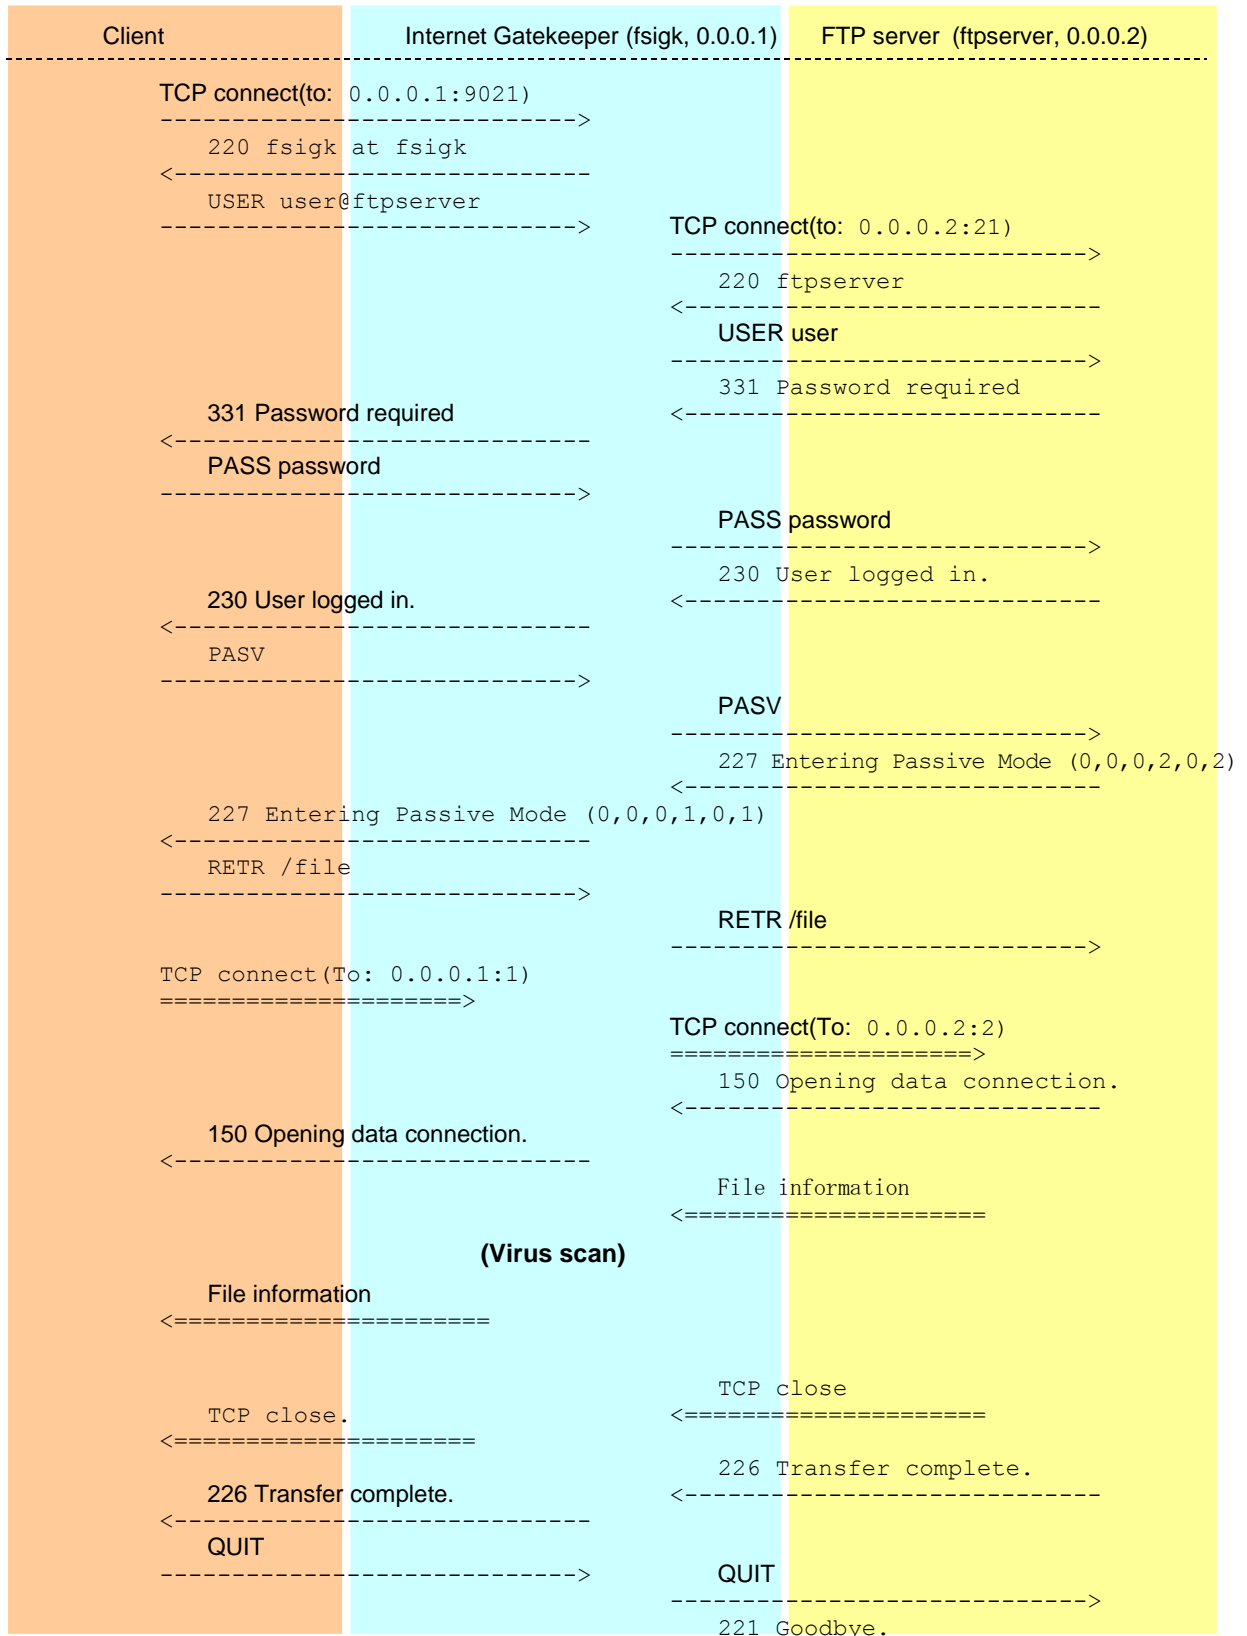 Client Internet Gatekeeper (fsigk, 0.0.0.1) FTP server (ftpserver, 0.0.0.2)
TCP connect(to: 0.0.0.1:9021)
220 fsigk at fsigk
USER user@ftpserver
TCP connect(to: 0.0.0.2:21)
220 ftpserver
USER user
331 Password required
331 Password required
PASS password
PASS password
230 User logged in.
230 User logged in.
PASV
PASV
227 Entering Passive Mode (0,0,0,2,0,2)
227 Entering Passive Mode (0,0,0,1,0,1)
RETR /file
RETR /file
TCP connect(To: 0.0.0.1:1)
TCP connect(To: 0.0.0.2:2)
150 Opening data connection.
150 Opening data connection.
File information
(Virus scan)
File information
TCP close
TCP close.
226 Transfer complete.
226 Transfer complete.
QUIT
QUIT
221 Goodbye.